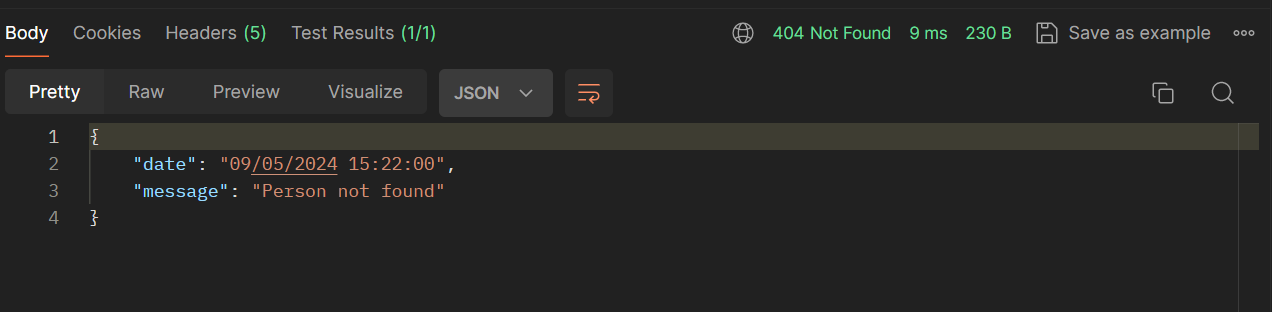 Body Cookies Headers (5) Test Results (1/1) 404 Not Found 9 ms 230 B Save as example
Pretty Raw Preview Visualize JSON
1 {
2 "date": "09/05/2024 15:22:00",
3 "message": "Person not found"
4 }